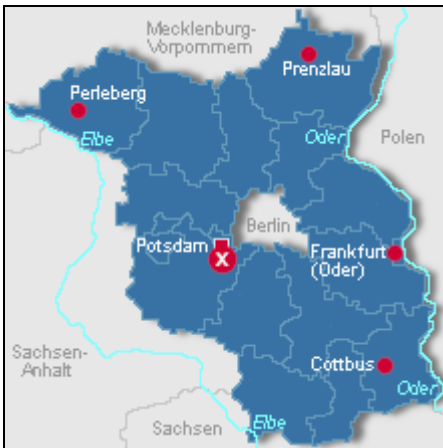 Mecklenburg-
Vorpommern
Prenzlau
Perleberg
Elbe
Oder
Polen
Berlin
Potsdam
X
Frankfurt
(Oder)
Sachsen-
Anhalt
Cottbus
Oder
Elbe
Sachsen